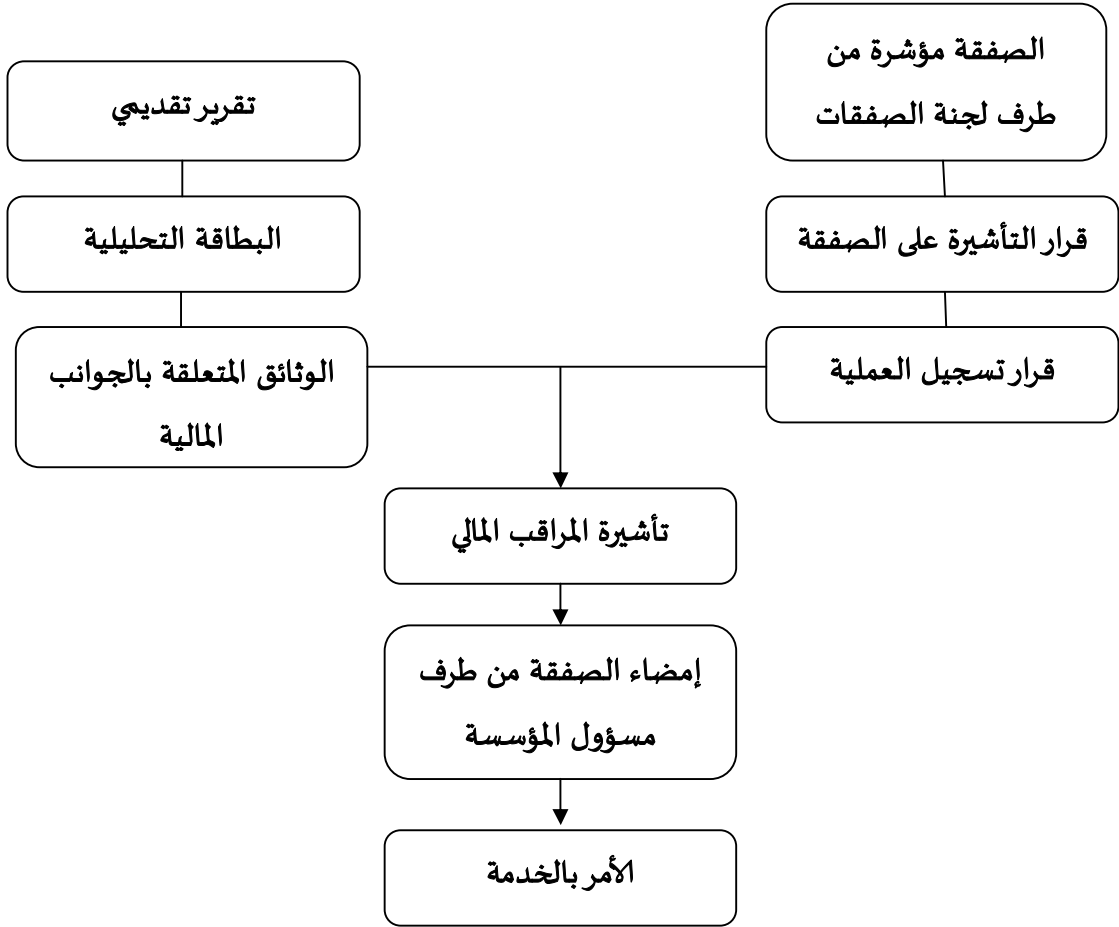 الصفقة مؤشرة من
طرف لجنة الصفقات
تقرير تقديمي
قرار التأشيرة على الصفقة
البطاقة التحليلية
قرار تسجيل العملية
الوثائق المتعلقة بالجوانب
المالية
تأشيرة المراقب المالي
إمضاء الصفقة من طرف
مسؤول المؤسسة
الأمر بالخدمة